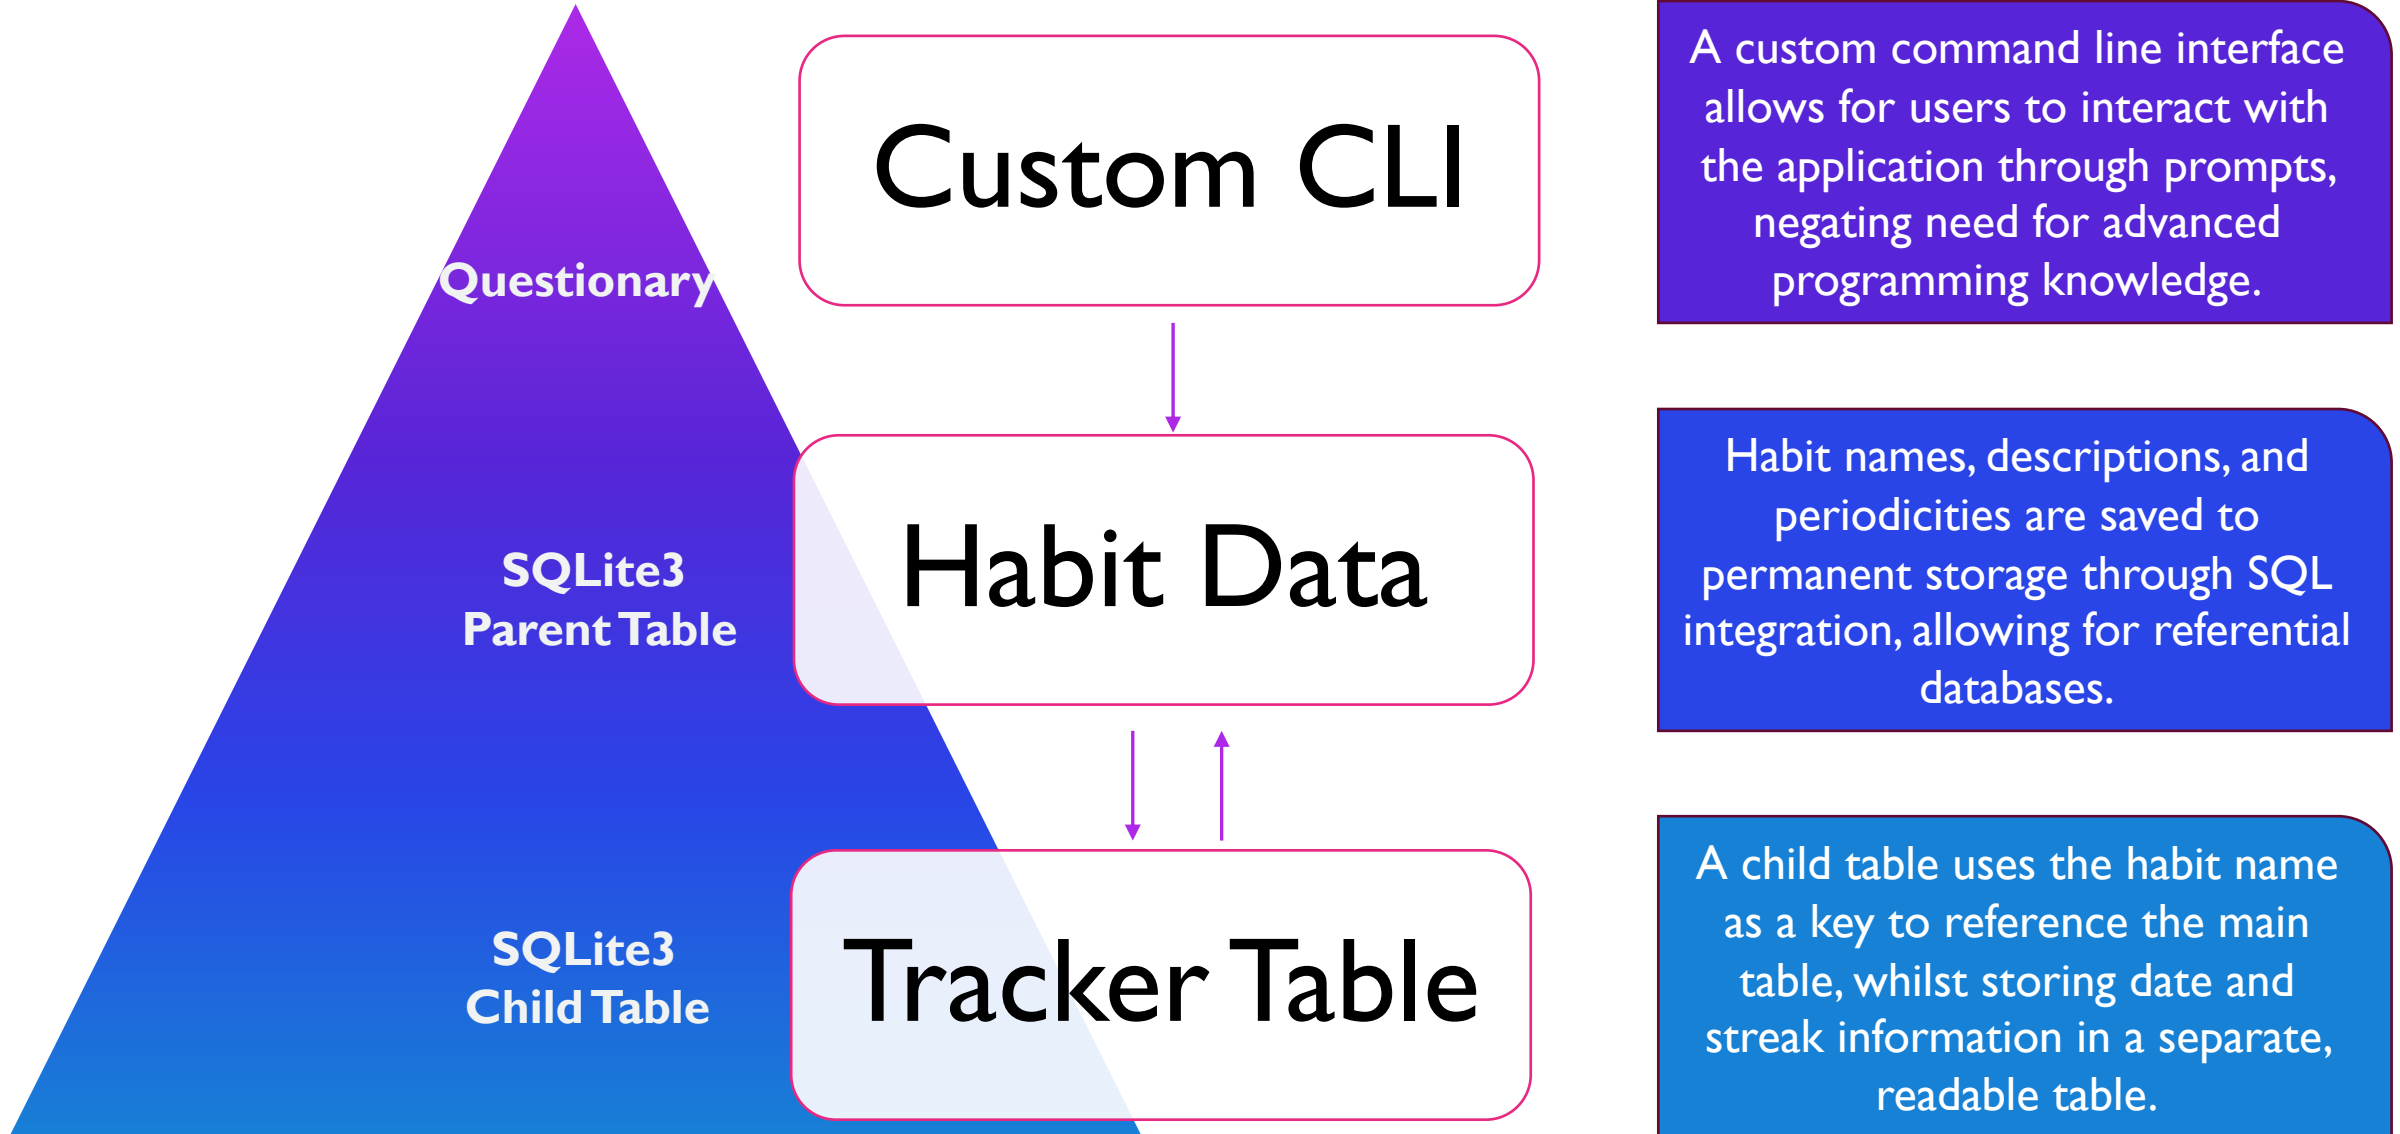 Questionary
Custom CLI
A custom command line interface
allows for users to interact with
the application through prompts,
negating need for advanced
programming knowledge.
SQLite3
Parent Table
Habit Data
Habit names, descriptions, and
periodicities are saved to
permanent storage through SQL
integration, allowing for referential
databases.
SQLite3
Child Table
Tracker Table
A child table uses the habit name
as a key to reference the main
table, whilst storing date and
streak information in a separate,
readable table.